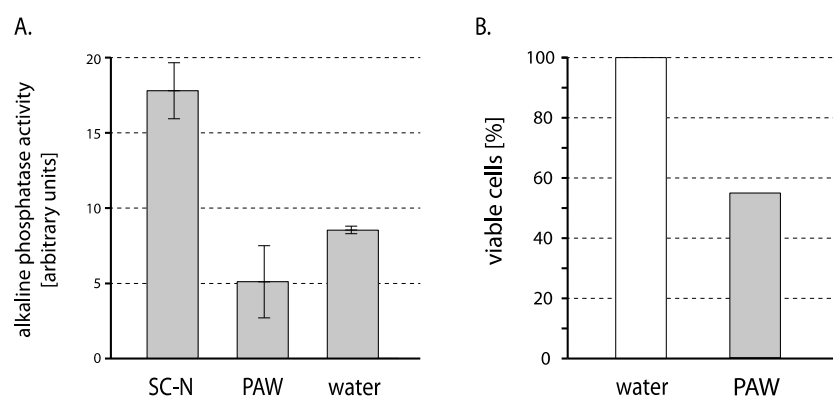 A.
alkaline phosphatase activity
[arbitrary units]
20
15
10
5
0
SC-N PAW water
B.
viable cells [%]
100
80
60
40
20
0
water PAW